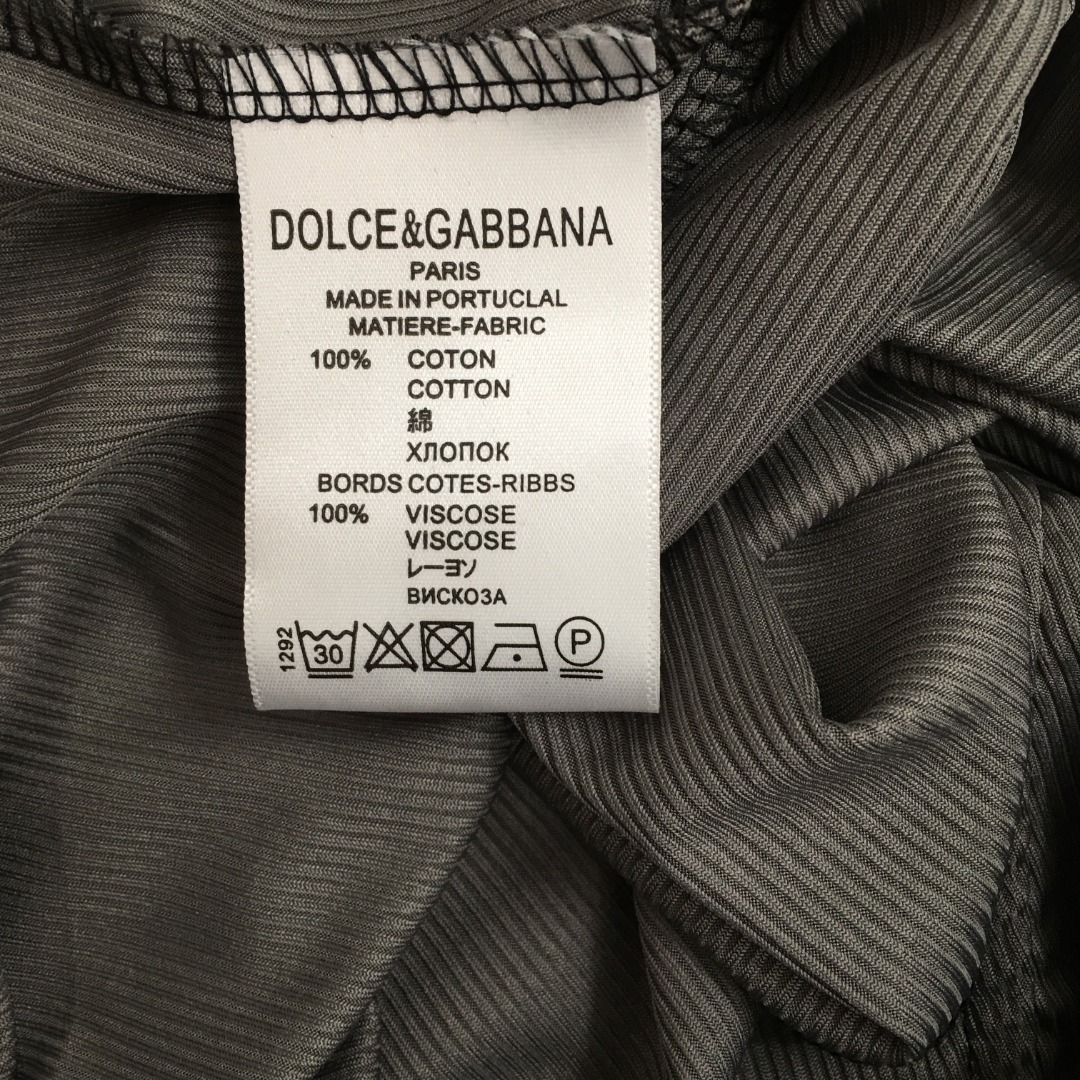 DOLCE&GABBANA
PARIS
MADE IN PORTUCLAL
MATIERE-FABRIC
100% COTON
COTTON
綿
ХЛОПОК
BORDS COTES-RIBBS
100% VISCOSE
VISCOSE
レーヨソ
ВИСКОЗА
1292 30 P